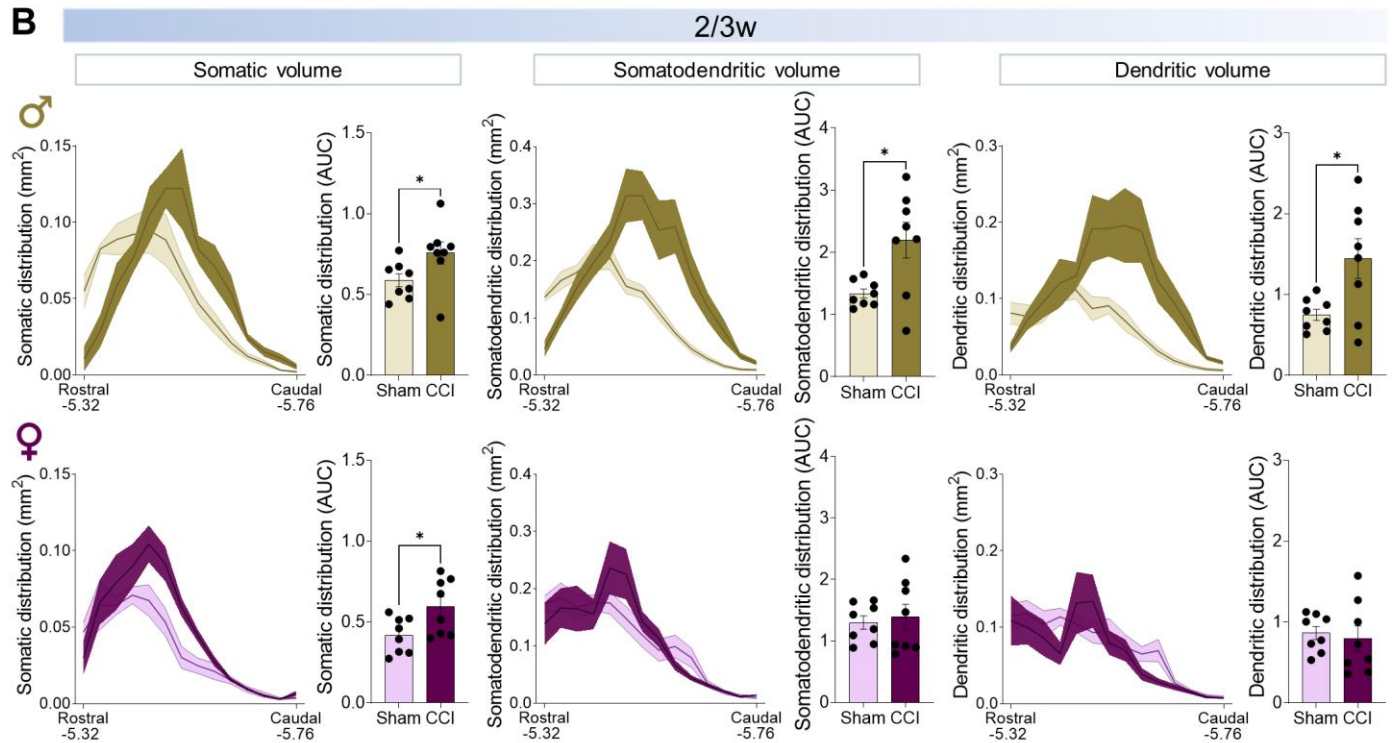 B
2/3w
Somatic volume
Somatodendritic volume
Dendritic volume
♂
Somatic distribution (mm²)
0.15
0.10
0.05
0.00
Rostral
-5.32
Caudal
-5.76
Somatic distribution (AUC)
1.5
1.0
0.5
0.0
*
Sham CCI
Somatodendritic distribution (mm²)
0.4
0.3
0.2
0.1
0.0
Rostral
-5.32
Caudal
-5.76
Somatodendritic distribution (AUC)
4
3
2
1
0
*
Sham CCI
Dendritic distribution (mm²)
0.3
0.2
0.1
0.0
Rostral
-5.32
Caudal
-5.76
Dendritic distribution (AUC)
3
2
1
0
*
Sham CCI
♀
Somatic distribution (mm²)
0.15
0.10
0.05
0.00
Rostral
-5.32
Caudal
-5.76
Somatic distribution (AUC)
1.5
1.0
0.5
0.0
*
Sham CCI
Somatodendritic distribution (mm²)
0.4
0.3
0.2
0.1
0.0
Rostral
-5.32
Caudal
-5.76
Somatodendritic distribution (AUC)
4
3
2
1
0
Sham CCI
Dendritic distribution (mm²)
0.3
0.2
0.1
0.0
Rostral
-5.32
Caudal
-5.76
Dendritic distribution (AUC)
3
2
1
0
Sham CCI